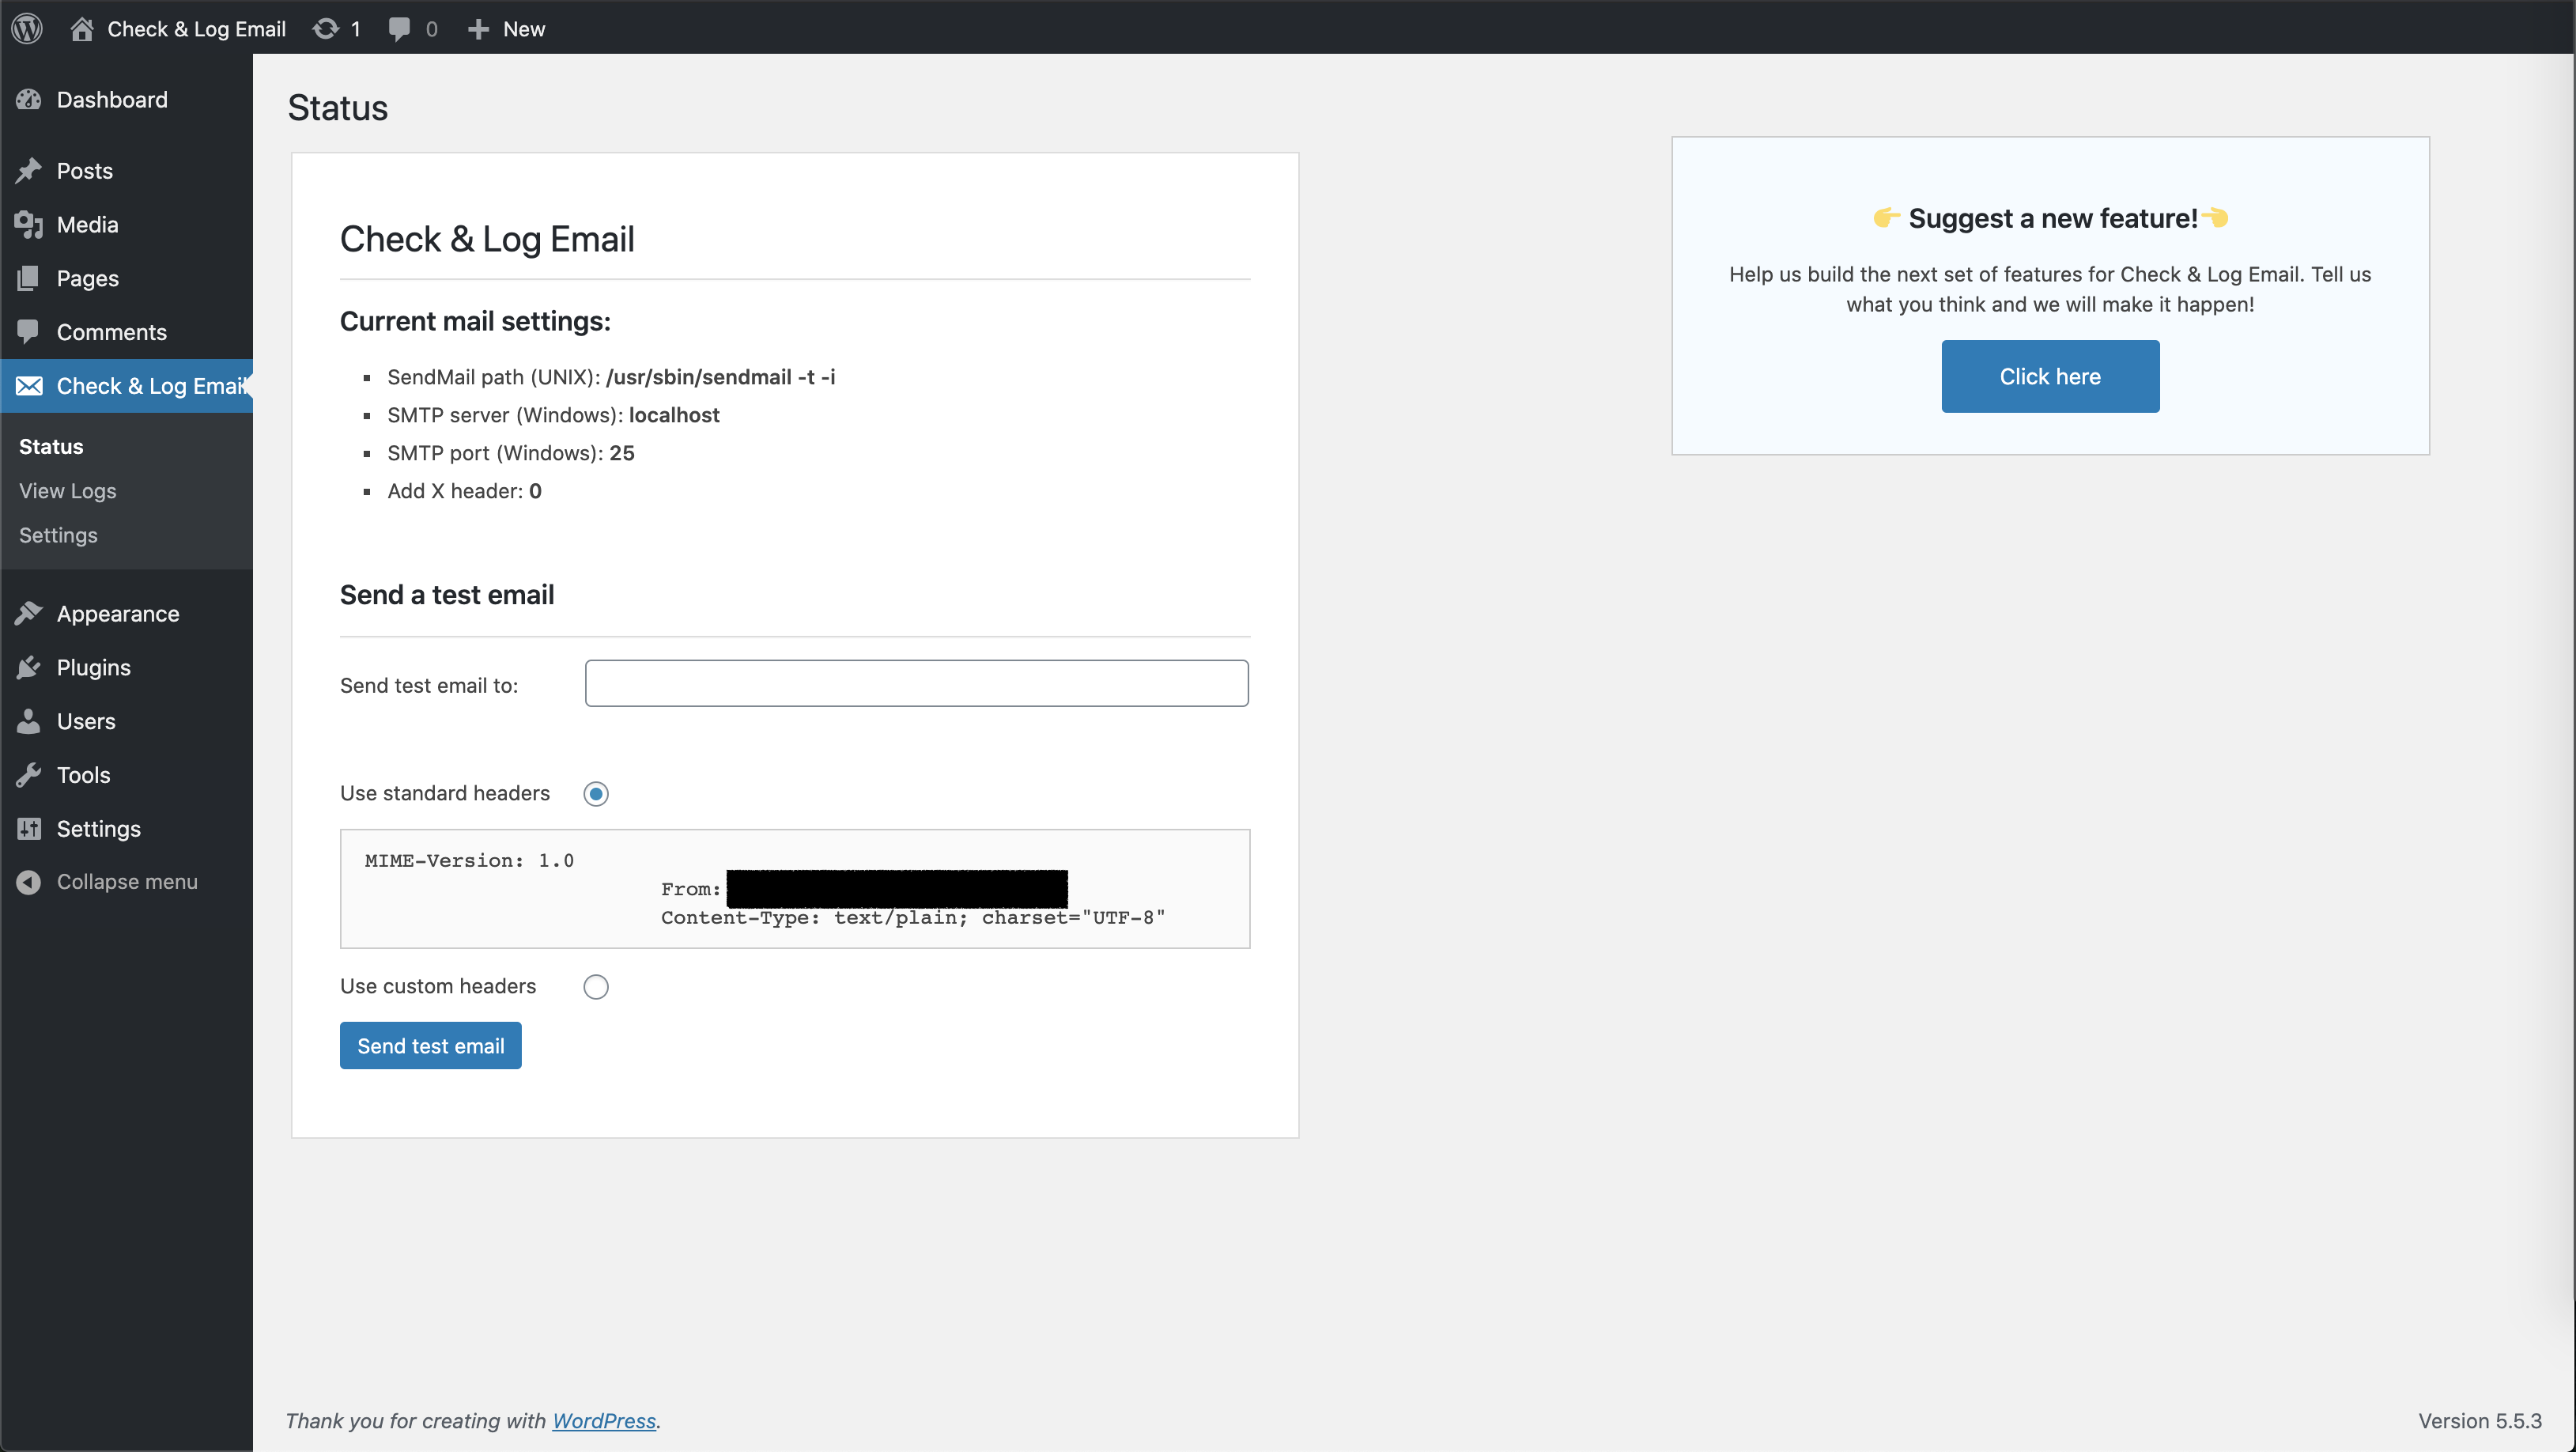 Check & Log Email 1 0 New
Dashboard
Posts
Media
Pages
Comments
Check & Log Email
Status
View Logs
Settings
Appearance
Plugins
Users
Tools
Settings
Collapse menu
Status
Check & Log Email
Current mail settings:
SendMail path (UNIX): /usr/sbin/sendmail -t -i
SMTP server (Windows): localhost
SMTP port (Windows): 25
Add X header: 0
Send a test email
Send test email to:
Use standard headers
MIME-Version: 1.0
From:
Content-Type: text/plain; charset="UTF-8"
Use custom headers
Send test email
👉 Suggest a new feature!👈
Help us build the next set of features for Check & Log Email. Tell us
what you think and we will make it happen!
Click here
Thank you for creating with WordPress.
Version 5.5.3